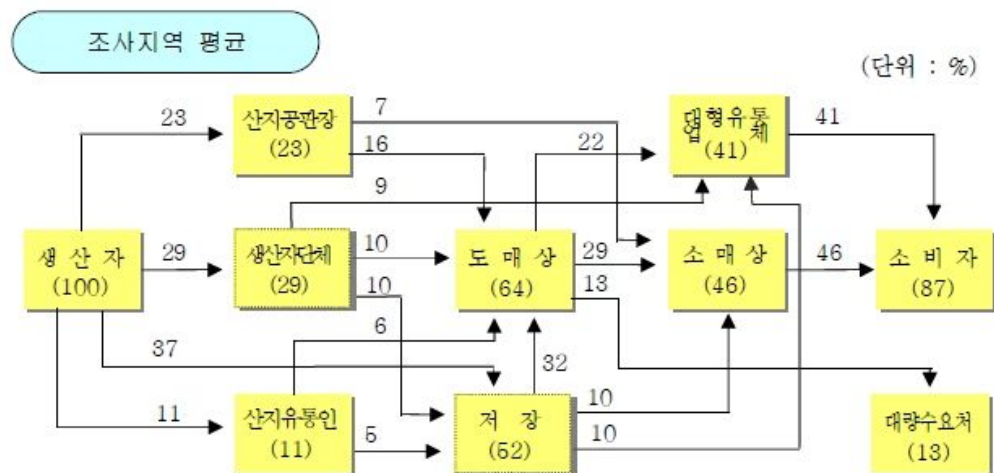 조사지역 평균
(단위 : %)
23
산지공판장
(23)
7
16
22
대형유통
업 체
(41)
41
9
생 산 자
(100)
29
생산자단체
(29)
10
10
도 매 상
(64)
29
13
소 매 상
(46)
46
소 비 자
(87)
37
6
32
11
산지유통인
(11)
5
저 장
(52)
10
10
대량수요처
(13)